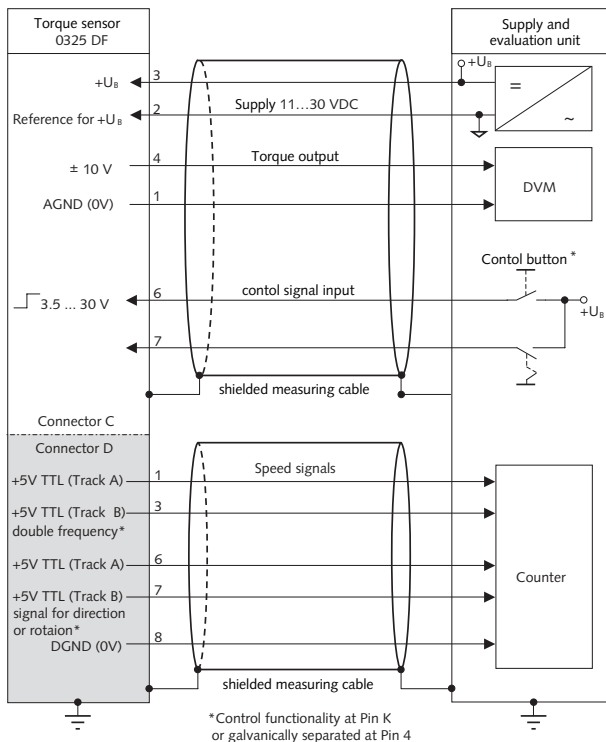 Torque sensor
0325 DF
Supply and
evaluation unit
+UB
3
+UB
=
~
Reference for +UB
2
Supply 11...30 VDC
± 10 V
4
Torque output
DVM
AGND (0V)
1
Contol button *
3.5 ... 30 V
6
contol signal input
+UB
7
shielded measuring cable
Connector C
Connector D
Speed signals
+5V TTL (Track A)
1
+5V TTL (Track B)
3
double frequency*
+5V TTL (Track A)
6
Counter
+5V TTL (Track B)
7
signal for direction
or rotaion*
DGND (0V)
8
shielded measuring cable
*Control functionality at Pin K
or galvanically separated at Pin 4